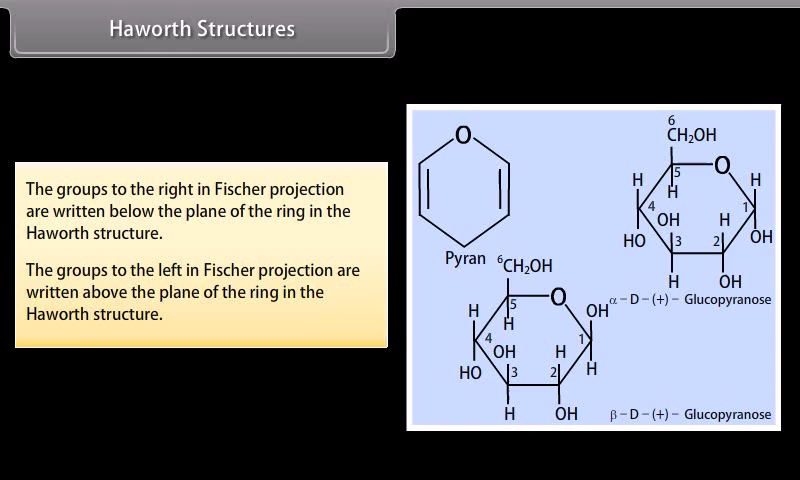 Haworth Structures
The groups to the right in Fischer projection
are written below the plane of the ring in the
Haworth structure.
The groups to the left in Fischer projection are
written above the plane of the ring in the
Haworth structure.
O
Pyran
6
CH₂OH
5
O
H
H
H
4
1
OH
H
HO
3
2
OH
H
OH
α – D – (+) – Glucopyranose
⁶CH₂OH
5
O
H
OH
H
4
1
OH
H
HO
3
2
H
H
OH
β – D – (+) – Glucopyranose